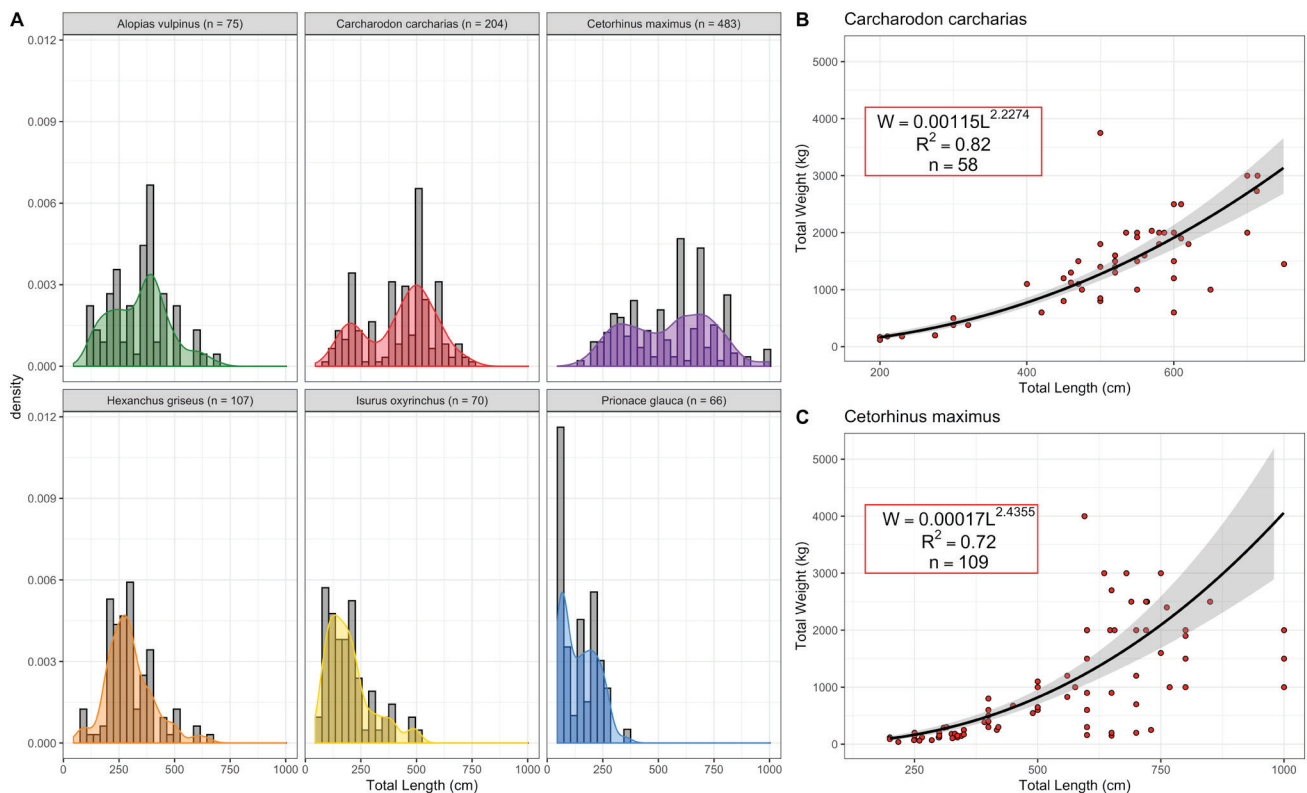 A
Alopias vulpinus (n = 75)
Carcharodon carcharias (n = 204)
Cetorhinus maximus (n = 483)
0.012
0.009
0.006
0.003
0.000
density
Hexanchus griseus (n = 107)
Isurus oxyrinchus (n = 70)
Prionace glauca (n = 66)
0.012
0.009
0.006
0.003
0.000
0 250 500 750 1000
0 250 500 750 1000
0 250 500 750 1000
Total Length (cm)
B
Carcharodon carcharias
5000
4000
3000
2000
1000
0
Total Weight (kg)
W = 0.00115L^2.2274
R^2 = 0.82
n = 58
200 400 600
Total Length (cm)
C
Cetorhinus maximus
5000
4000
3000
2000
1000
0
Total Weight (kg)
W = 0.00017L^2.4355
R^2 = 0.72
n = 109
250 500 750 1000
Total Length (cm)